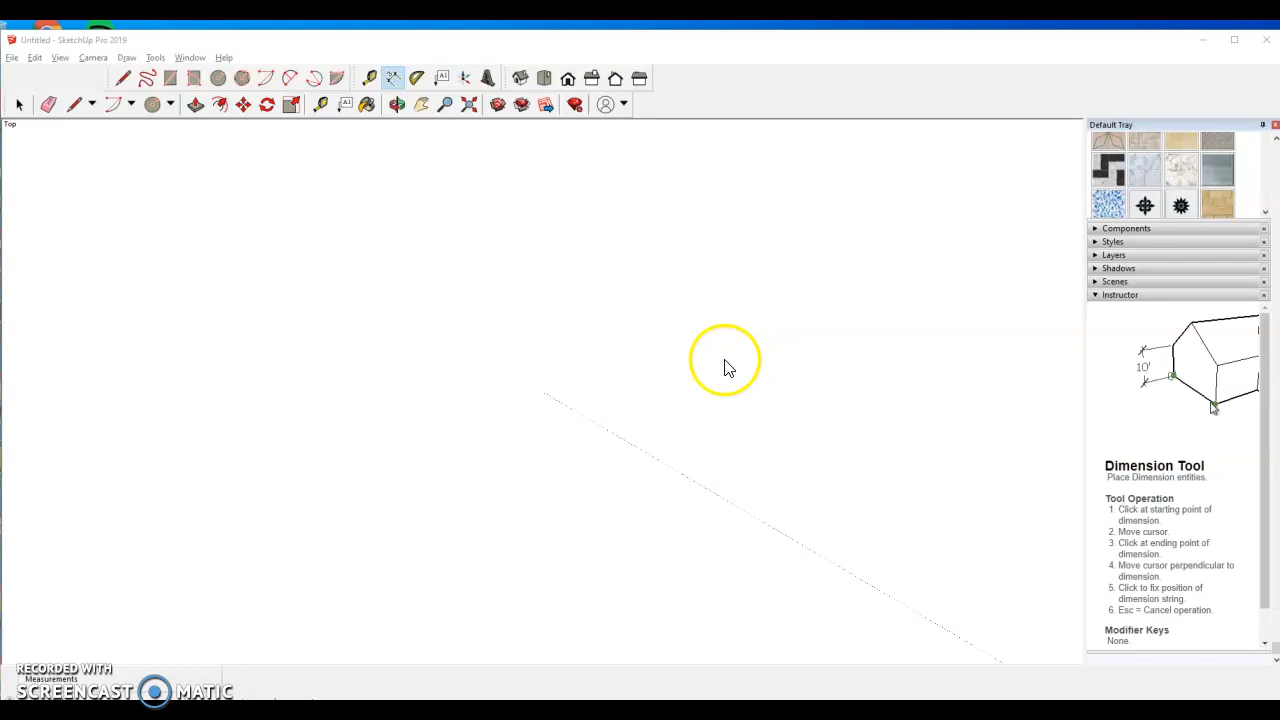 Untitled - SketchUp Pro 2019
File Edit View Camera Draw Tools Window Help
A1
A1
Top
Default Tray
Components
Styles
Layers
Shadows
Scenes
Instructor
10'
Dimension Tool
Place Dimension entities.
Tool Operation
1. Click at starting point of
dimension.
2. Move cursor.
3. Click at ending point of
dimension.
4. Move cursor perpendicular to
dimension.
5. Click to fix position of
dimension string.
6. Esc = Cancel operation.
Modifier Keys
None.
RECORDED WITH
Measurements
SCREENCAST MATIC